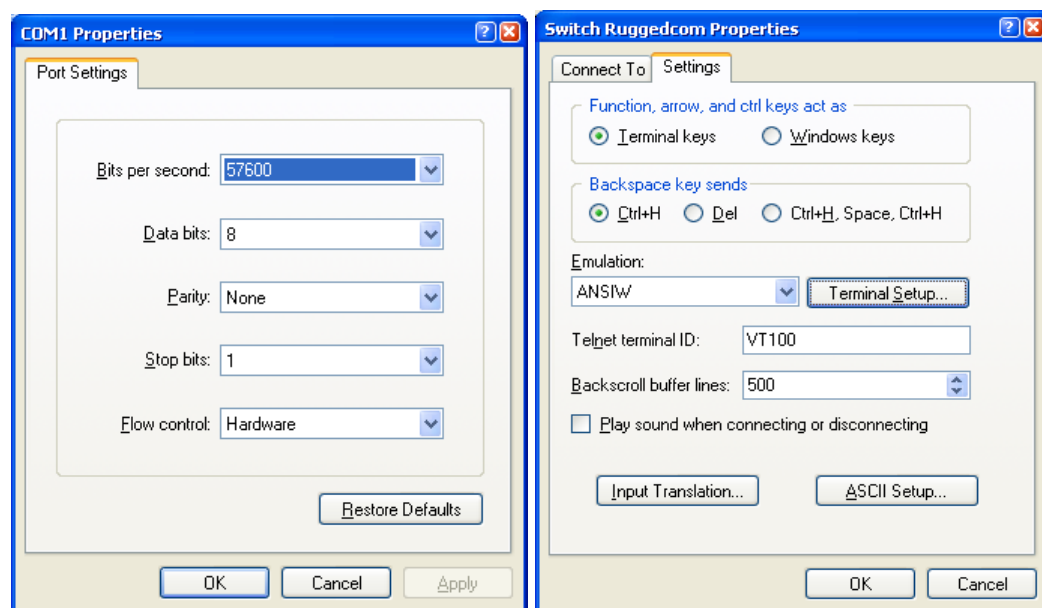 COM1 Properties
Port Settings
Bits per second: 57600
Data bits: 8
Parity: None
Stop bits: 1
Flow control: Hardware
Restore Defaults
OK Cancel Apply
Switch Ruggedcom Properties
Connect To Settings
Function, arrow, and ctrl keys act as
Terminal keys Windows keys
Backspace key sends
Ctrl+H Del Ctrl+H, Space, Ctrl+H
Emulation:
ANSIW Terminal Setup...
Telnet terminal ID: VT100
Backscroll buffer lines: 500
Play sound when connecting or disconnecting
Input Translation... ASCII Setup...
OK Cancel